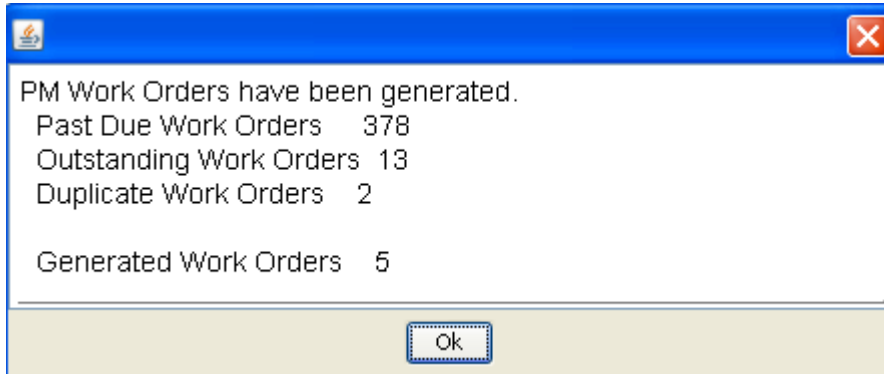 PM Work Orders have been generated.
Past Due Work Orders 378
Outstanding Work Orders 13
Duplicate Work Orders 2
Generated Work Orders 5
Ok